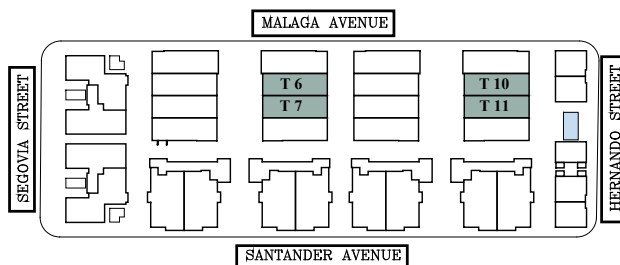 MALAGA AVENUE
SEGOVIA STREET
T 6
T 10
T 7
T 11
HERNANDO STREET
SANTANDER AVENUE